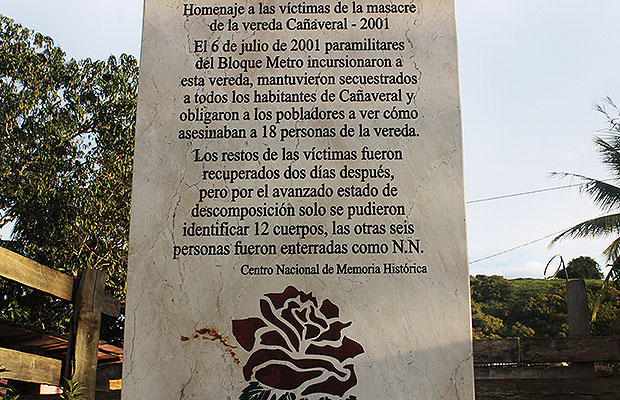 Homenaje a las víctimas de la masacre
de la vereda Cañaveral - 2001
El 6 de julio de 2001 paramilitares
del Bloque Metro incursionaron a
esta vereda, mantuvieron secuestrados
a todos los habitantes de Cañaveral y
obligaron a los pobladores a ver cómo
asesinaban a 18 personas de la vereda.
Los restos de las víctimas fueron
recuperados dos días después,
pero por el avanzado estado de
descomposición solo se pudieron
identificar 12 cuerpos, las otras seis
personas fueron enterradas como N.N.
Centro Nacional de Memoria Histórica